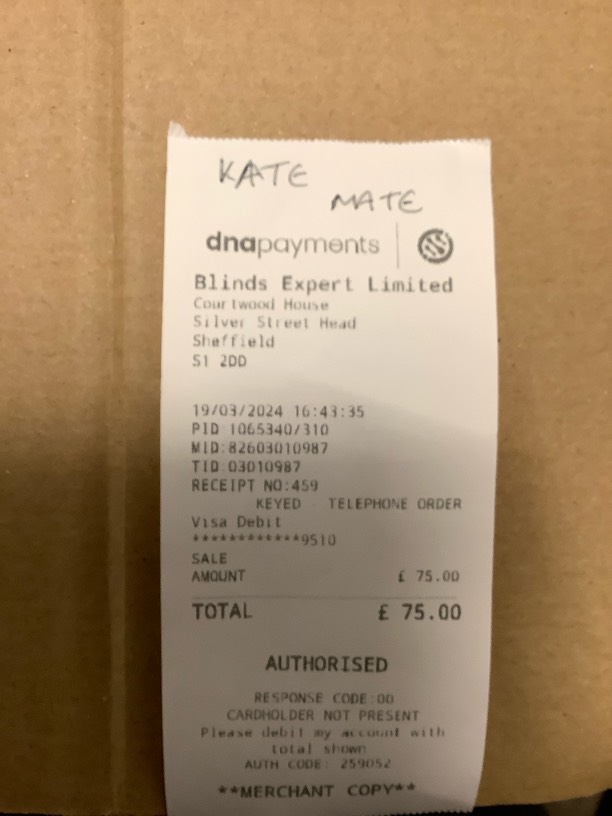 KATE
MATE
dnapayments
Blinds Expert Limited
Courtwood House
Silver Street Head
Sheffield
S1 2DD
19/03/2024 16:43:35
PID 1065340/310
MID:82603010987
TID 03010987
RECEIPT NO:459
KEYED - TELEPHONE ORDER
Visa Debit
************9510
SALE
AMOUNT £ 75.00
TOTAL £ 75.00
AUTHORISED
RESPONSE CODE:00
CARDHOLDER NOT PRESENT
Please debit my account with
total shown
AUTH CODE: 259052
**MERCHANT COPY**